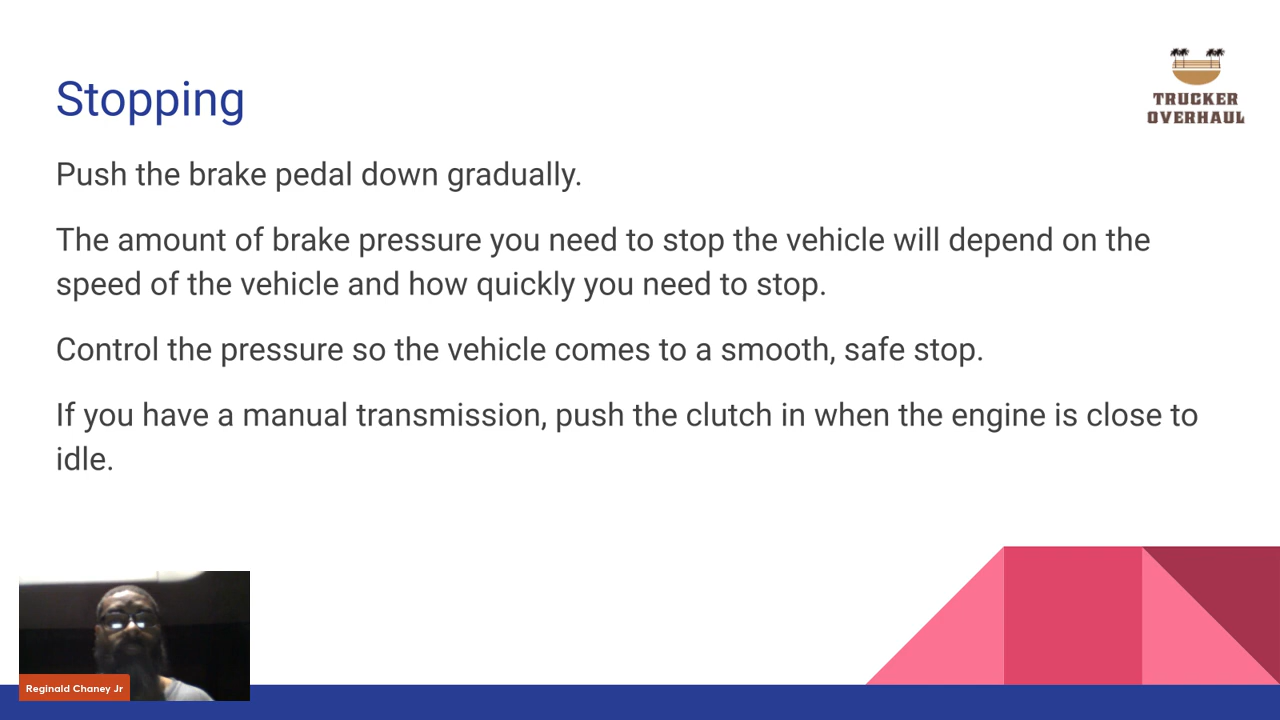 Stopping
TRUCKER
OVERHAUL
Push the brake pedal down gradually.
The amount of brake pressure you need to stop the vehicle will depend on the
speed of the vehicle and how quickly you need to stop.
Control the pressure so the vehicle comes to a smooth, safe stop.
If you have a manual transmission, push the clutch in when the engine is close to
idle.
Reginald Chaney Jr